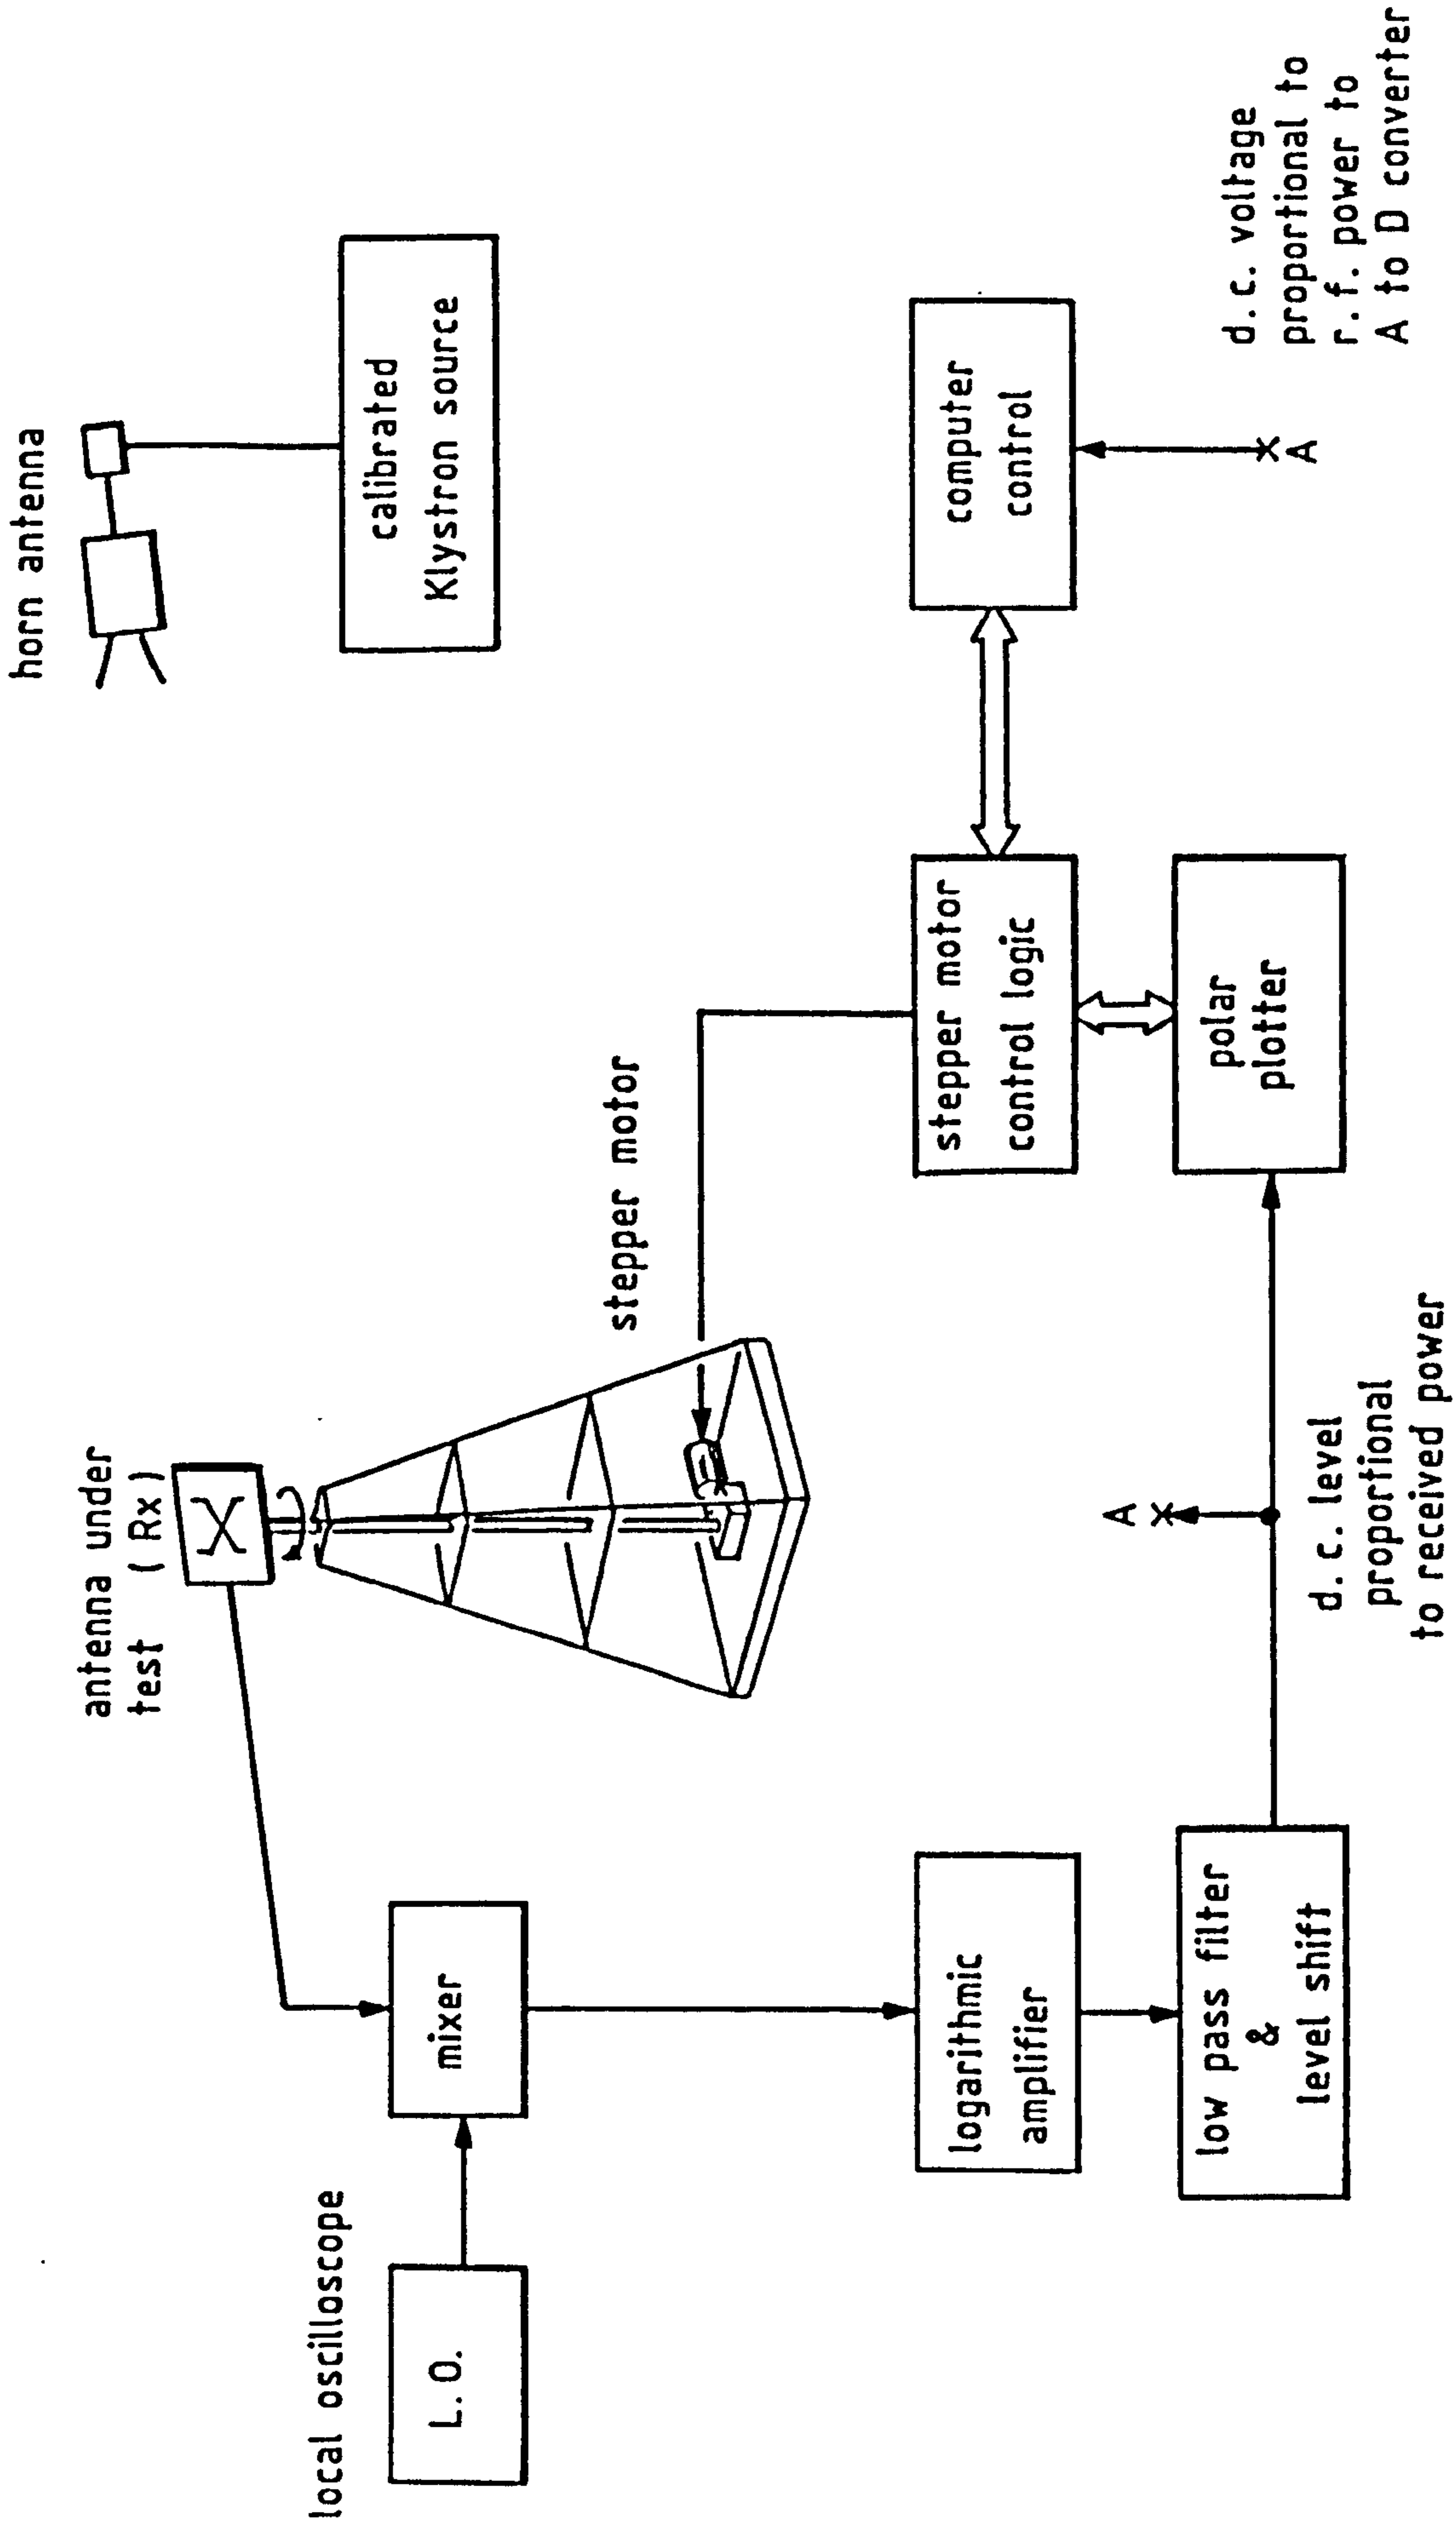 horn antenna
calibrated
Klystron source
antenna under
test ( Rx )
stepper motor
local oscilloscope
L.O.
mixer
logarithmic
amplifier
low pass filter
&
level shift
A
d.c. level
proportional
to received power
stepper motor
control logic
polar
plotter
computer
control
A
d.c. voltage
proportional to
r.f. power to
A to D converter